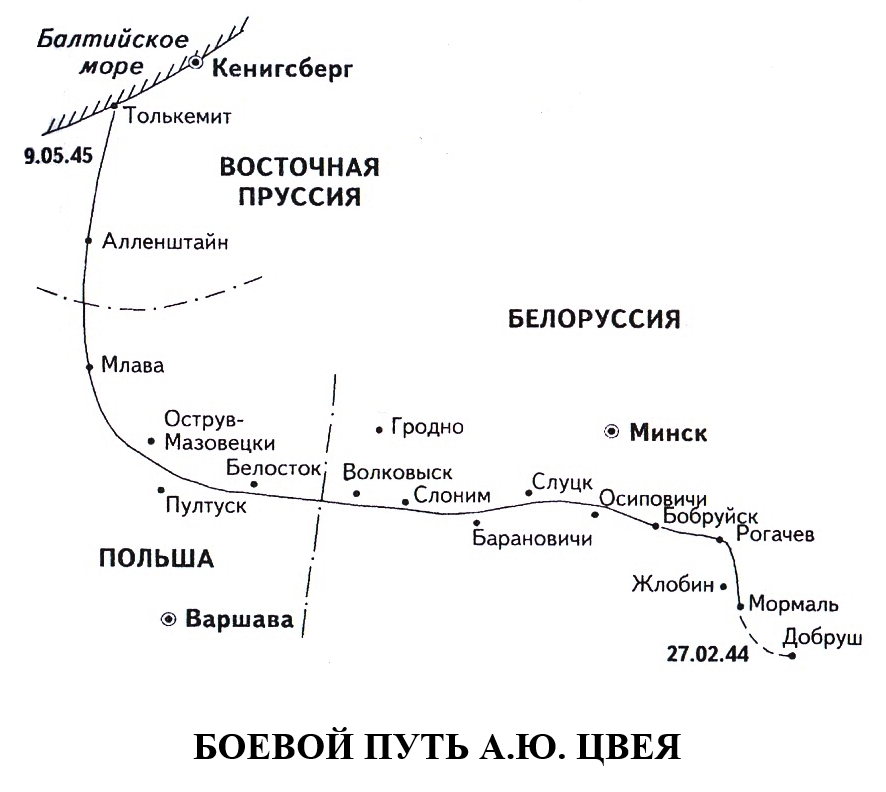 Балтийское
море
Кенигсберг
Толькемит
9.05.45
ВОСТОЧНАЯ
ПРУССИЯ
Алленштайн
БЕЛОРУССИЯ
Млава
Острув-
Мазовецки
Гродно
Минск
Белосток
Волковыск
Слуцк
Слоним
Осиповичи
Пултуск
Бобруйск
Барановичи
Рогачев
ПОЛЬША
Жлобин
Мормаль
Варшава
Добруш
27.02.44
БОЕВОЙ ПУТЬ А.Ю. ЦВЕЯ